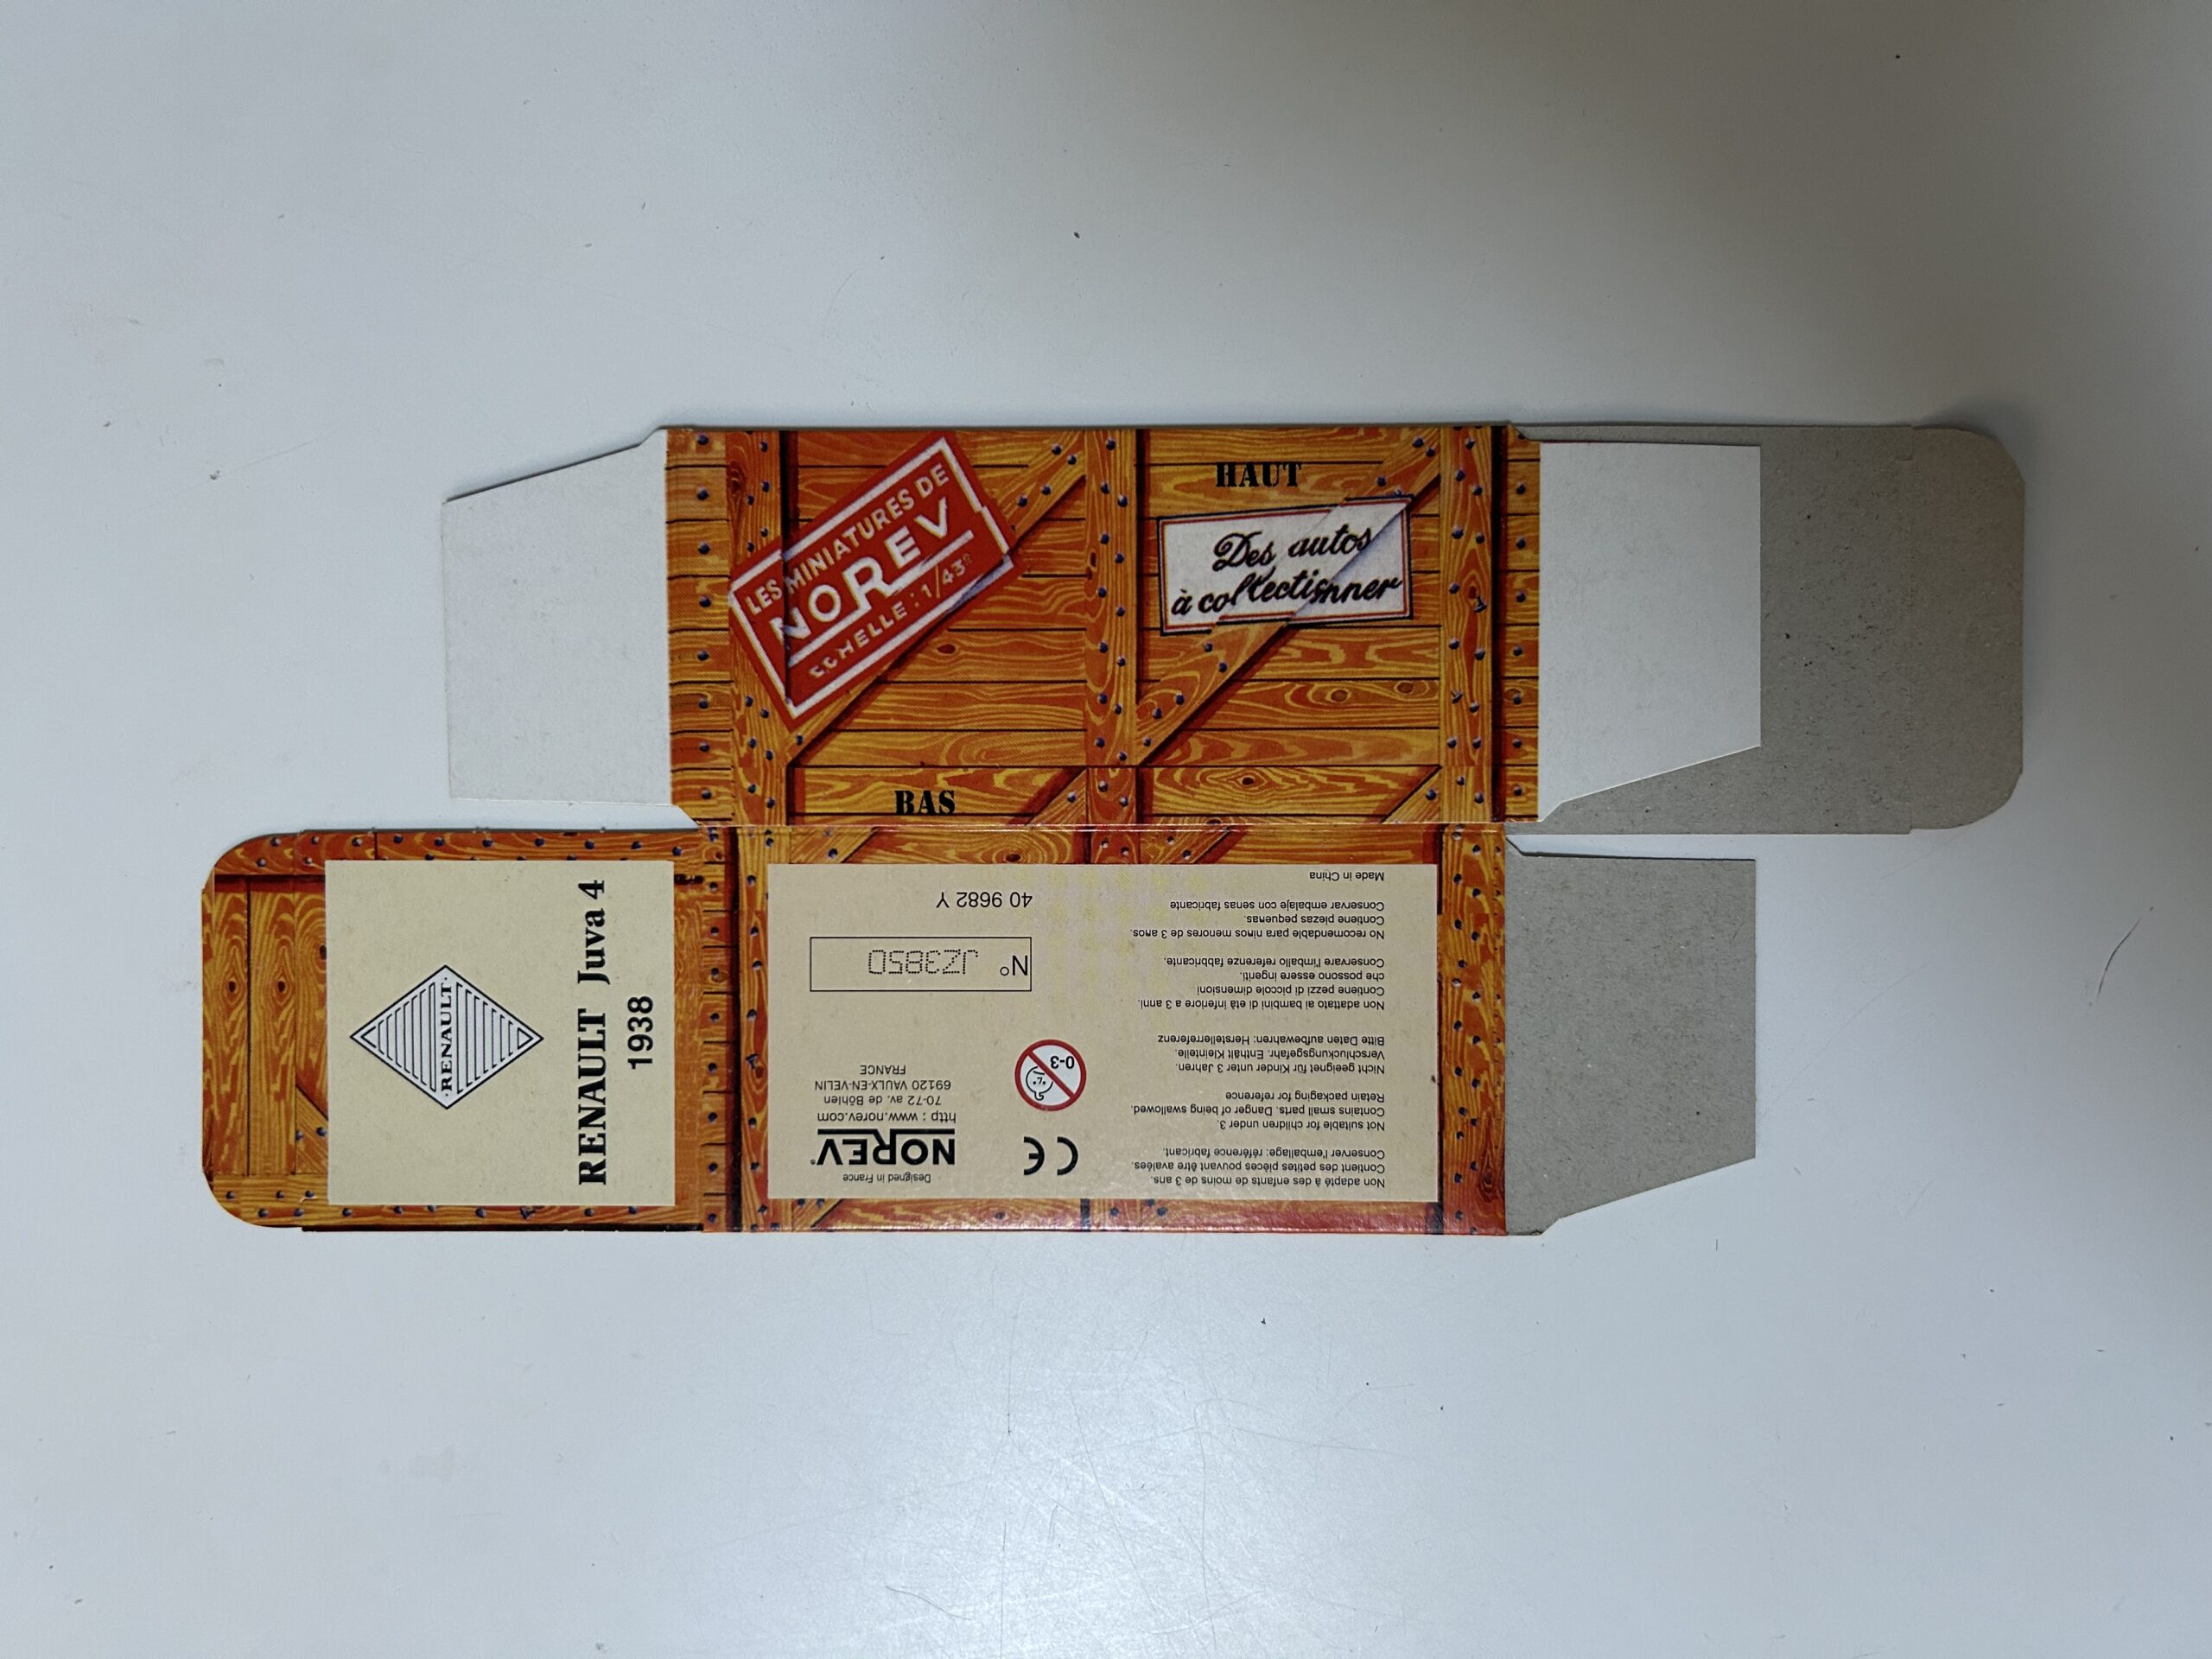 LES MINIATURES DE
NOREV
ECHELLE : 1/43e
HAUT
Des autos
à collectionner
BAS
RENAULT
RENAULT Juva 4
1938
Designed in France
NOREV®
http : www.norev.com
70-72 av. de Böhlen
69120 VAULX-EN-VELIN
FRANCE
CE
0-3
N° JZ3850
40 9682 Y
Non adapté à des enfants de moins de 3 ans.
Contient des petites pièces pouvant être avalées.
Conserver l'emballage: référence fabricant.
Not suitable for children under 3.
Contains small parts. Danger of being swallowed.
Retain packaging for reference
Nicht geeignet für Kinder unter 3 Jahren.
Verschluckungsgefahr. Enthält Kleinteile.
Bitte Daten aufbewahren: Herstellerreferenz
Non adattato ai bambini di età inferiore a 3 anni.
Contiene pezzi di piccole dimensioni
che possono essere ingeriti.
Conservare l'imballo referenze fabbricante.
No recomendable para ninos menores de 3 anos.
Contiene piezas pequenas.
Conservar embalaje con senas fabricante
Made in China